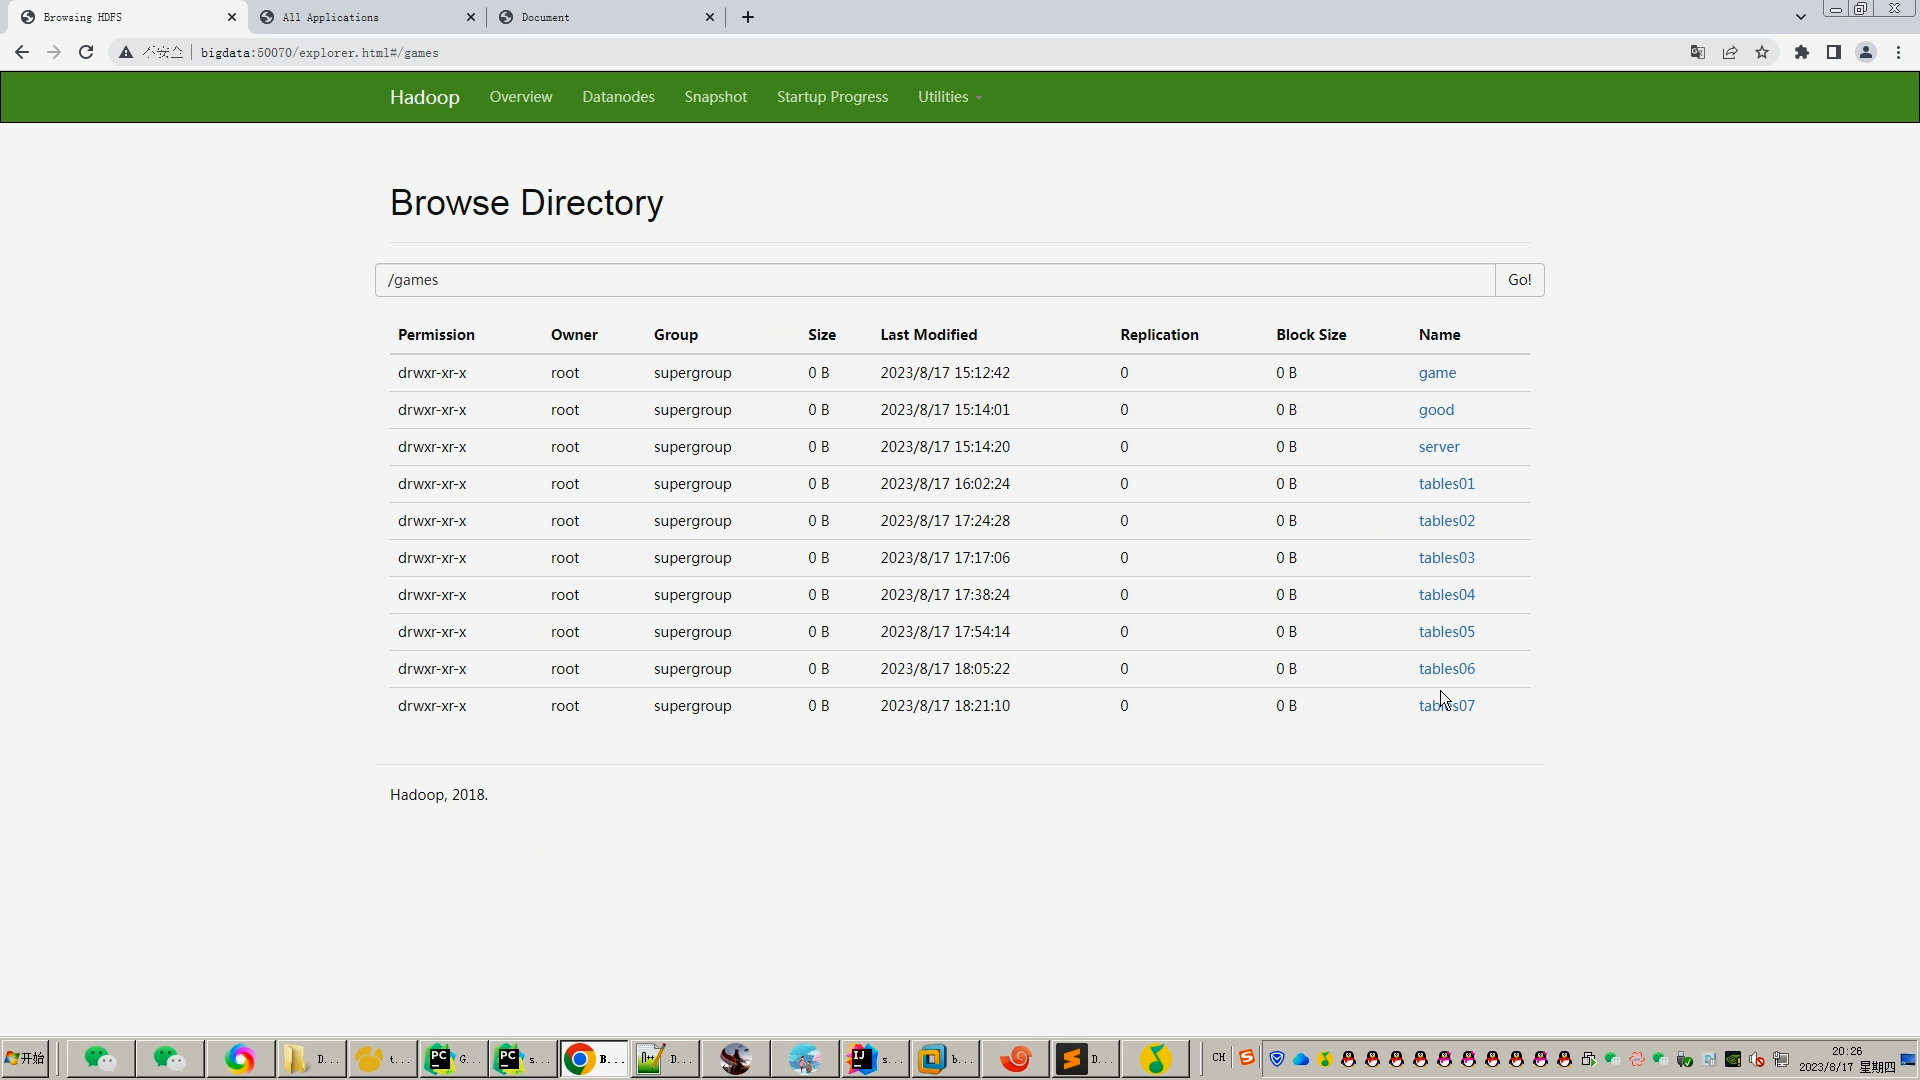 Browsing HDFS
All Applications
Document
不安全
bigdata:50070/explorer.html#/games
Hadoop Overview Datanodes Snapshot Startup Progress Utilities
Browse Directory
/games Go!
Permission Owner Group Size Last Modified Replication Block Size Name
drwxr-xr-x root supergroup 0 B 2023/8/17 15:12:42 0 0 B game
drwxr-xr-x root supergroup 0 B 2023/8/17 15:14:01 0 0 B good
drwxr-xr-x root supergroup 0 B 2023/8/17 15:14:20 0 0 B server
drwxr-xr-x root supergroup 0 B 2023/8/17 16:02:24 0 0 B tables01
drwxr-xr-x root supergroup 0 B 2023/8/17 17:24:28 0 0 B tables02
drwxr-xr-x root supergroup 0 B 2023/8/17 17:17:06 0 0 B tables03
drwxr-xr-x root supergroup 0 B 2023/8/17 17:38:24 0 0 B tables04
drwxr-xr-x root supergroup 0 B 2023/8/17 17:54:14 0 0 B tables05
drwxr-xr-x root supergroup 0 B 2023/8/17 18:05:22 0 0 B tables06
drwxr-xr-x root supergroup 0 B 2023/8/17 18:21:10 0 0 B tables07
Hadoop, 2018.
开始 D... t... PC G... PC s... B... D... IJ s... b... D... CH
20:26
2023/8/17 星期四